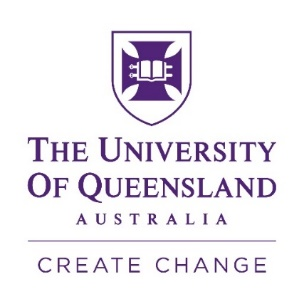 THE UNIVERSITY
OF QUEENSLAND
AUSTRALIA
CREATE CHANGE